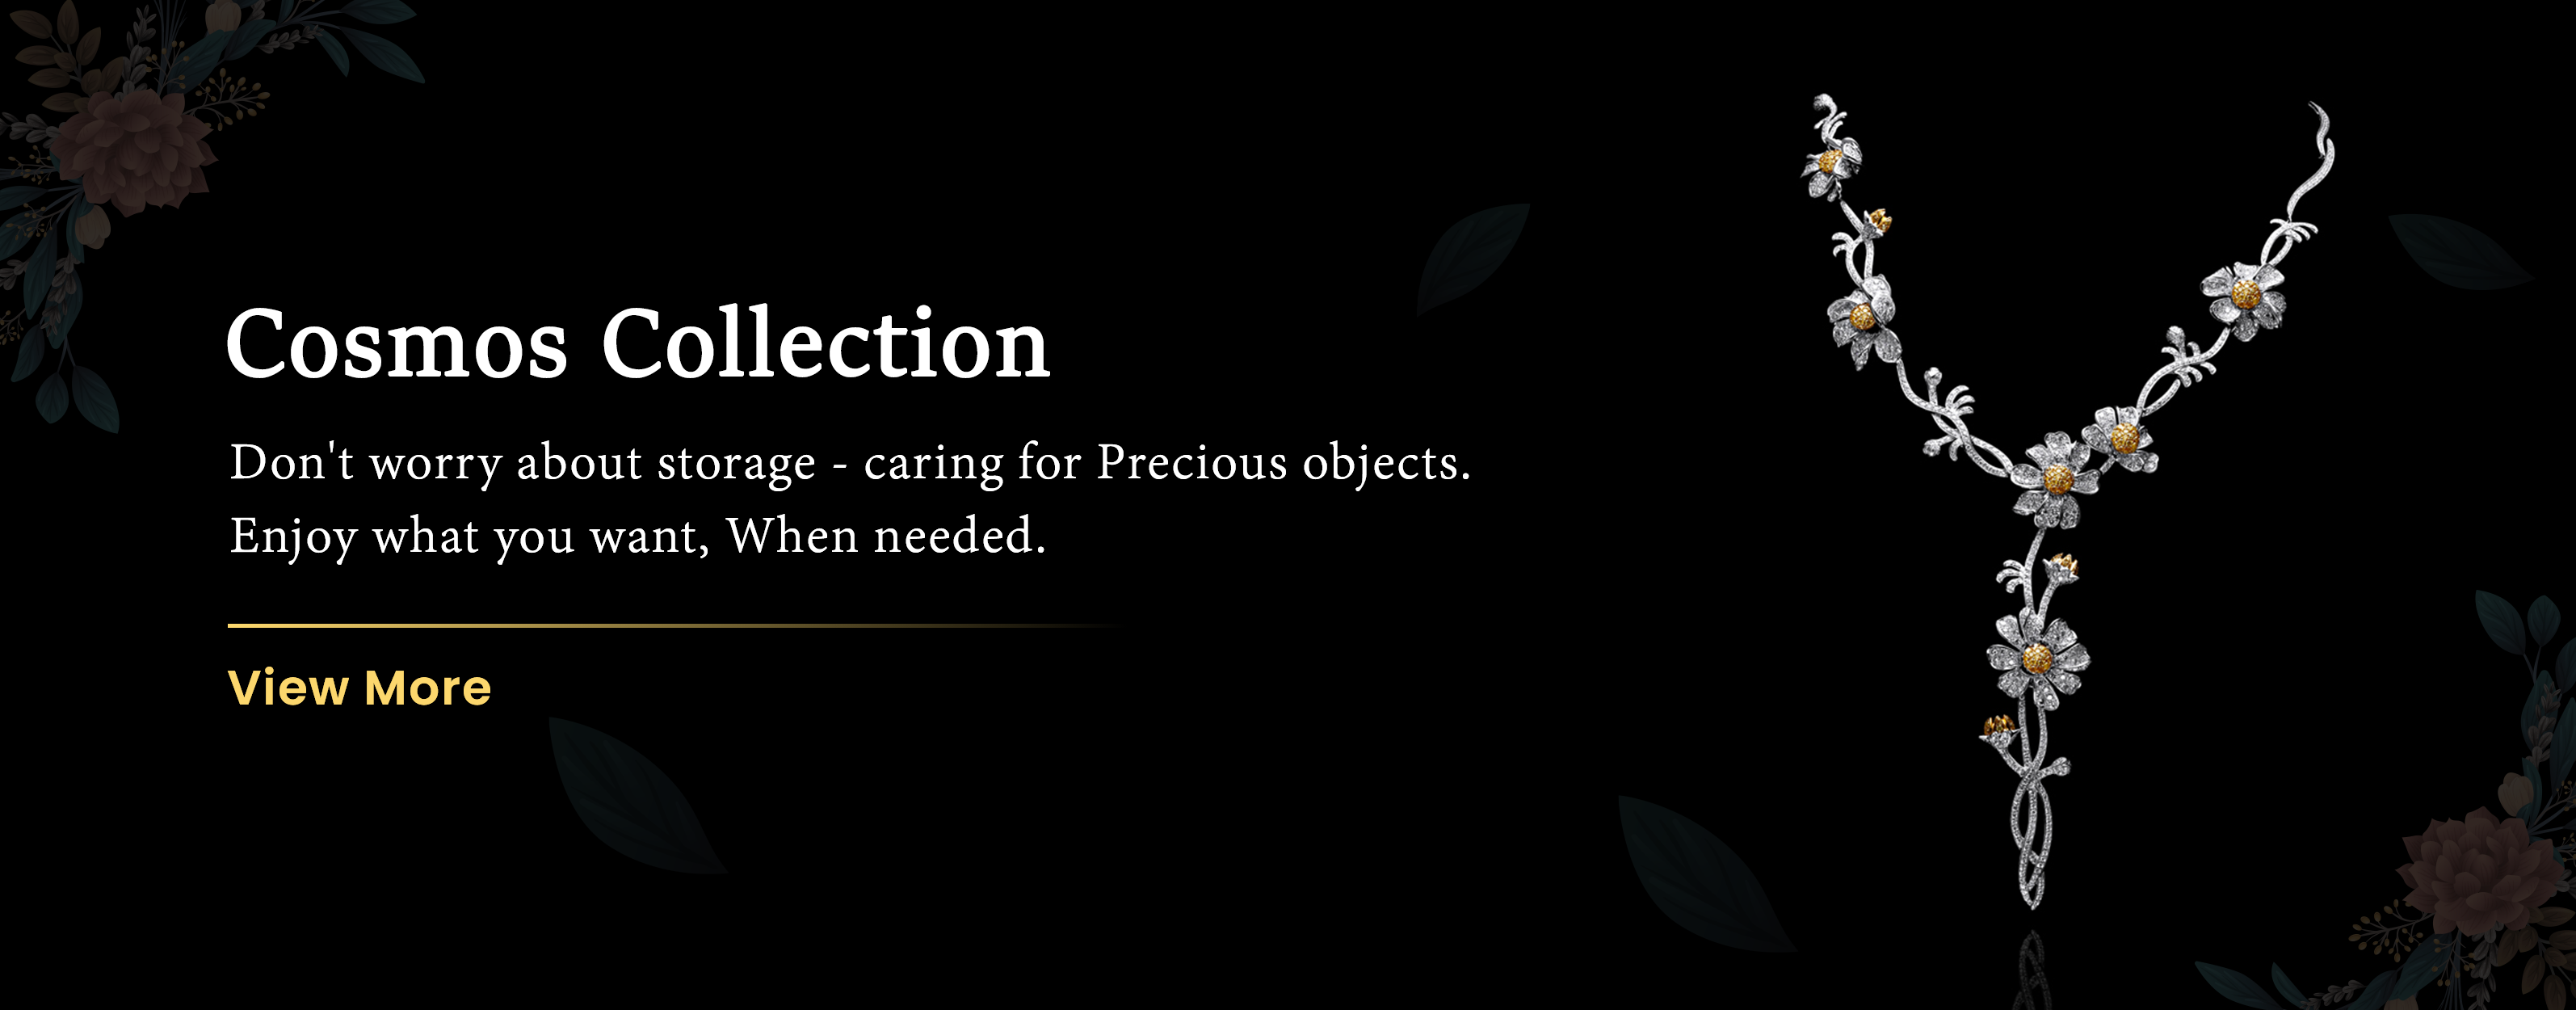 Cosmos Collection
Don't worry about storage - caring for Precious objects.
Enjoy what you want, When needed.
View More